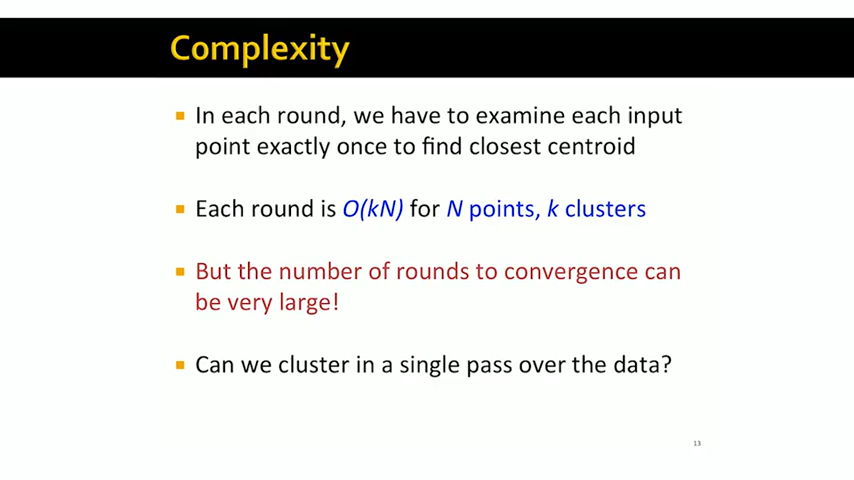 Complexity
In each round, we have to examine each input
point exactly once to find closest centroid
Each round is O(kN) for N points, k clusters
But the number of rounds to convergence can
be very large!
Can we cluster in a single pass over the data?
13